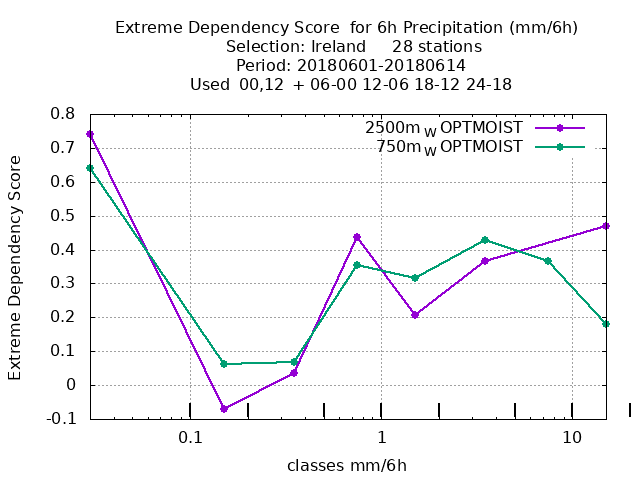 Extreme Dependency Score  for 6h Precipitation (mm/6h)
Selection: Ireland     28 stations
Period: 20180601-20180614
Used  00,12  + 06-00 12-06 18-12 24-18
2500m W OPTMOIST
750m W OPTMOIST
0.8
0.7
0.6
0.5
0.4
0.3
0.2
0.1
0
-0.1
Extreme Dependency Score
0.1 1 10
classes mm/6h